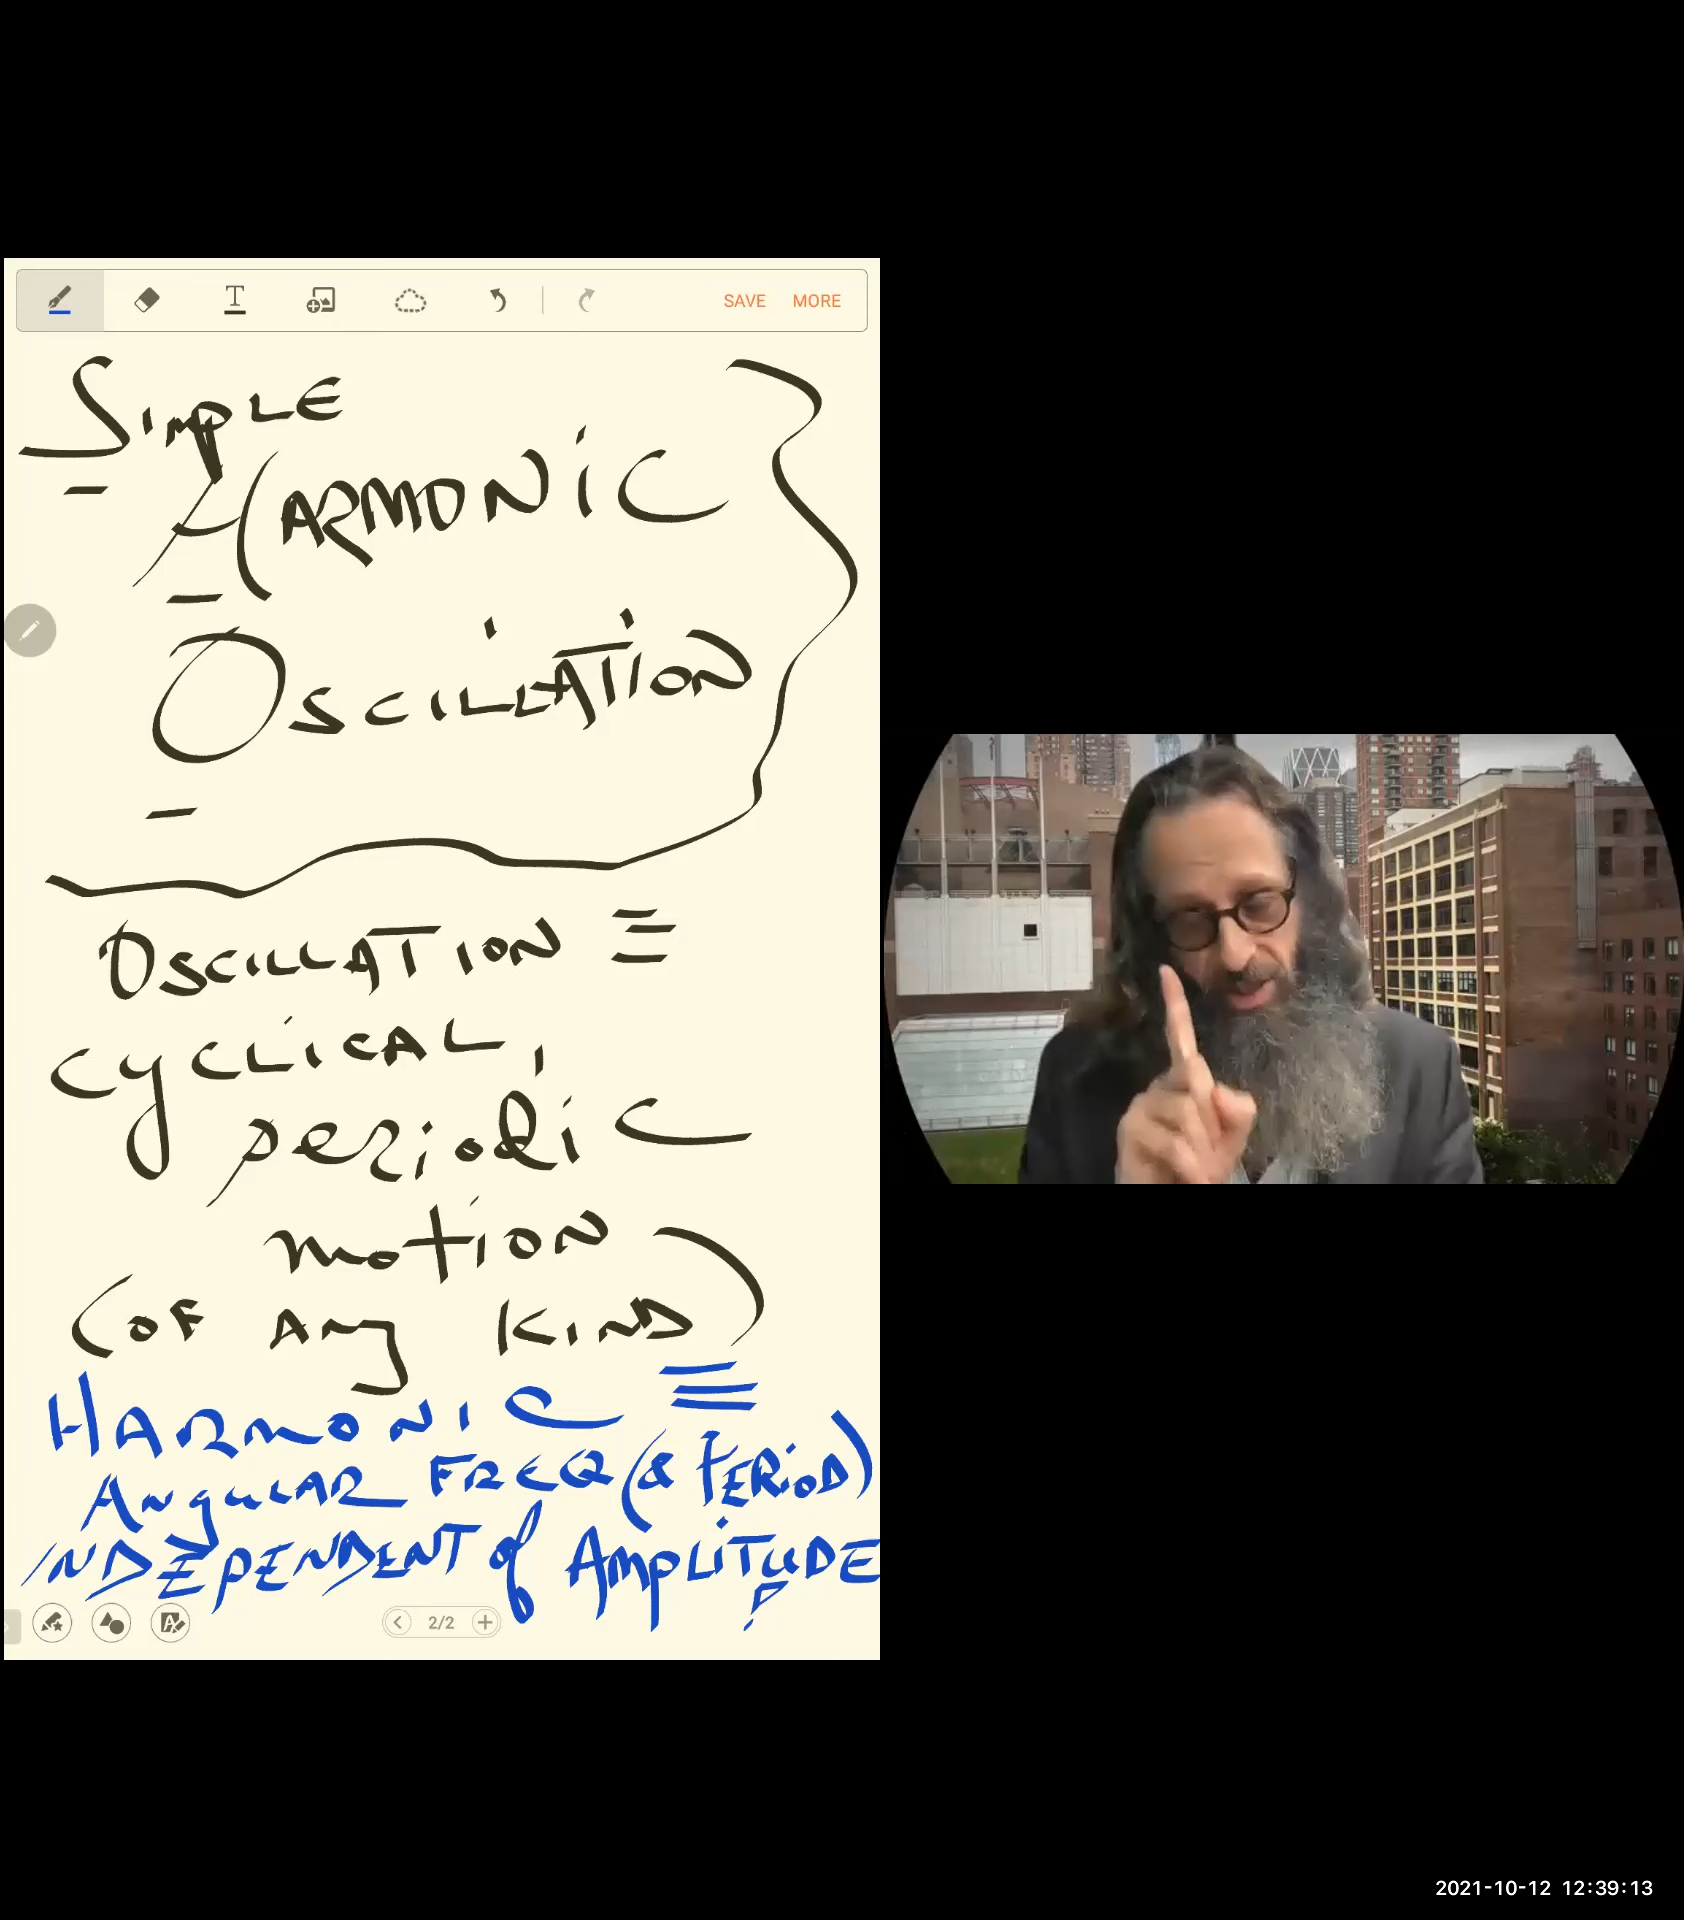 SAVE MORE
SIMPLE
HARMONIC
OSCILLATION
OSCILLATION ≡
cyclicAL,
periodic
motion
(OF ANY KIND)
HARMONIC ≡
ANgULAR FREQ (& PERIOD)
INDEPENDENT of AMPLITUDE!
2/2
2021-10-12 12:39:13